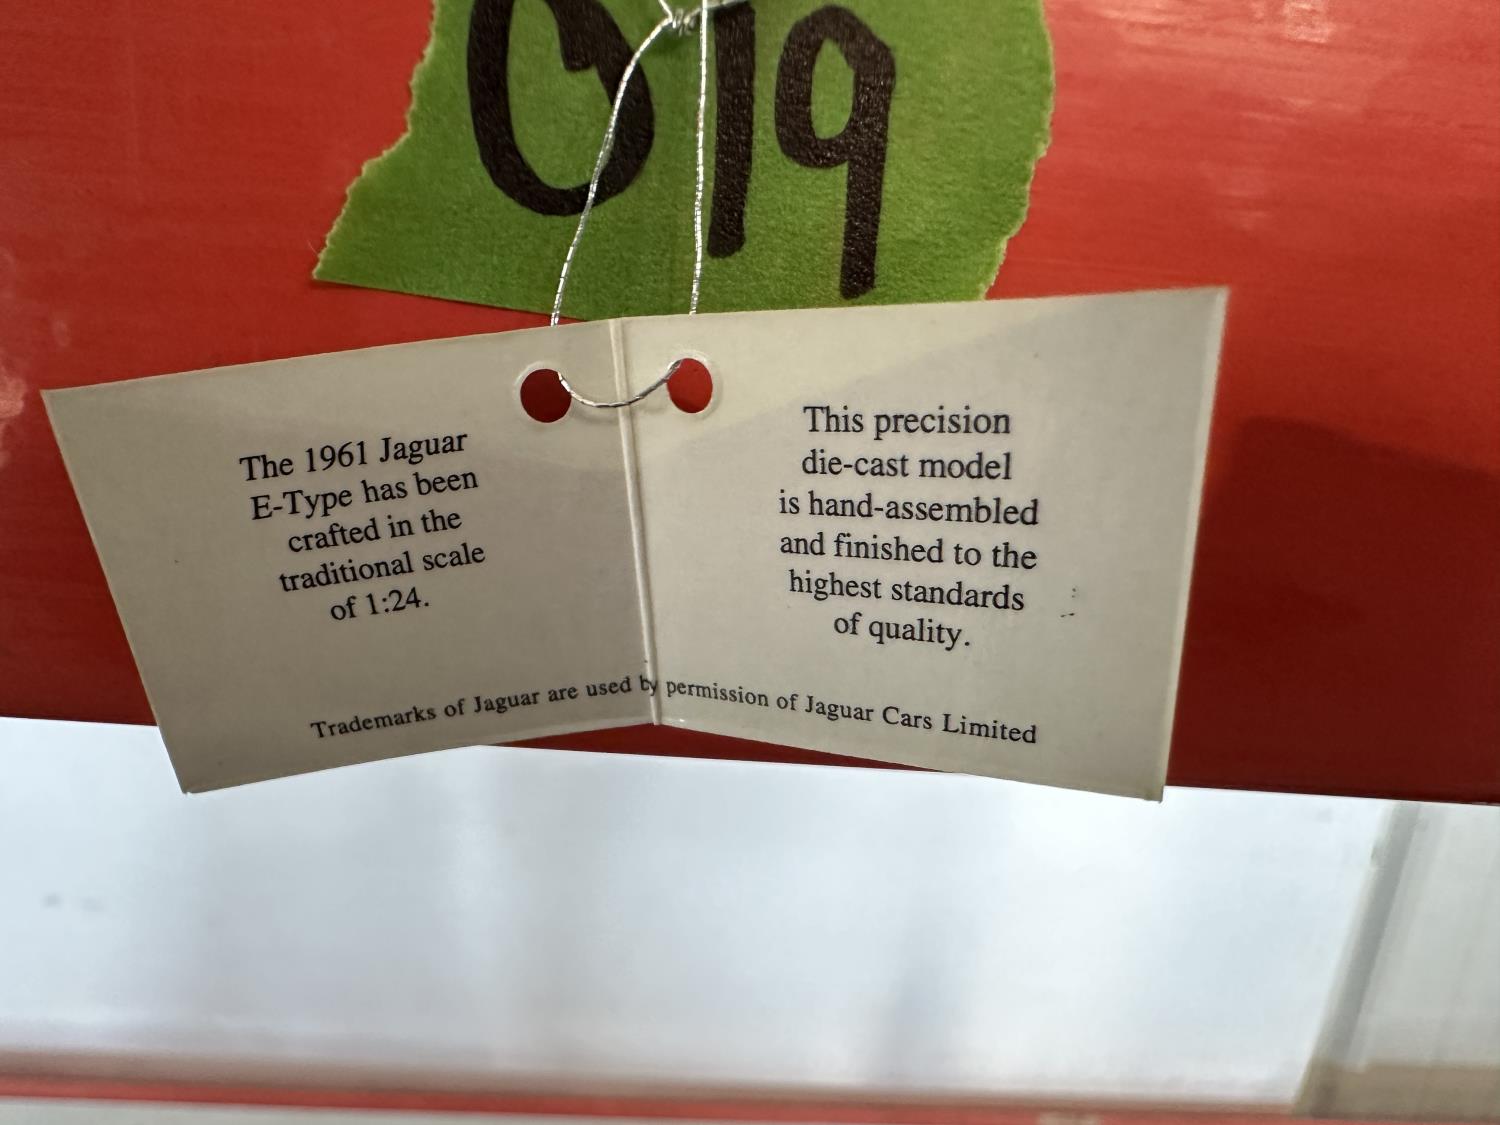 019
The 1961 Jaguar
E-Type has been
crafted in the
traditional scale
of 1:24.
This precision
die-cast model
is hand-assembled
and finished to the
highest standards
of quality.
Trademarks of Jaguar are used by permission of Jaguar Cars Limited